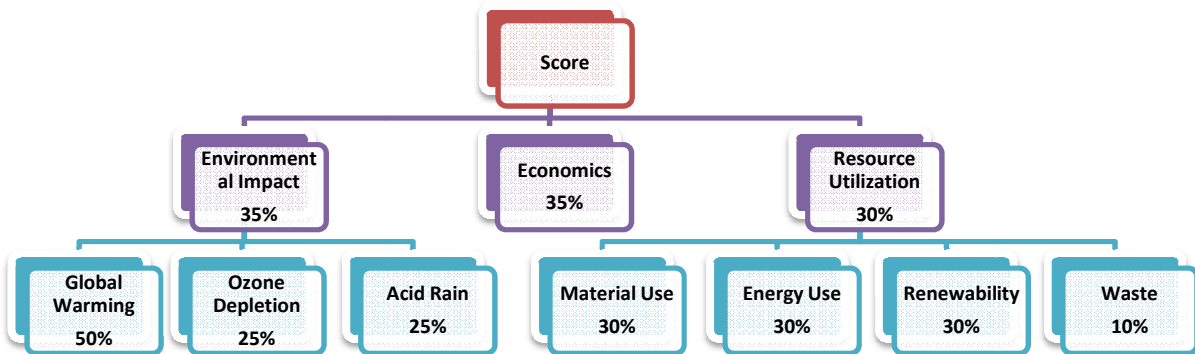 Score
Environment
al Impact
35%
Economics
35%
Resource
Utilization
30%
Global
Warming
50%
Ozone
Depletion
25%
Acid Rain
25%
Material Use
30%
Energy Use
30%
Renewability
30%
Waste
10%